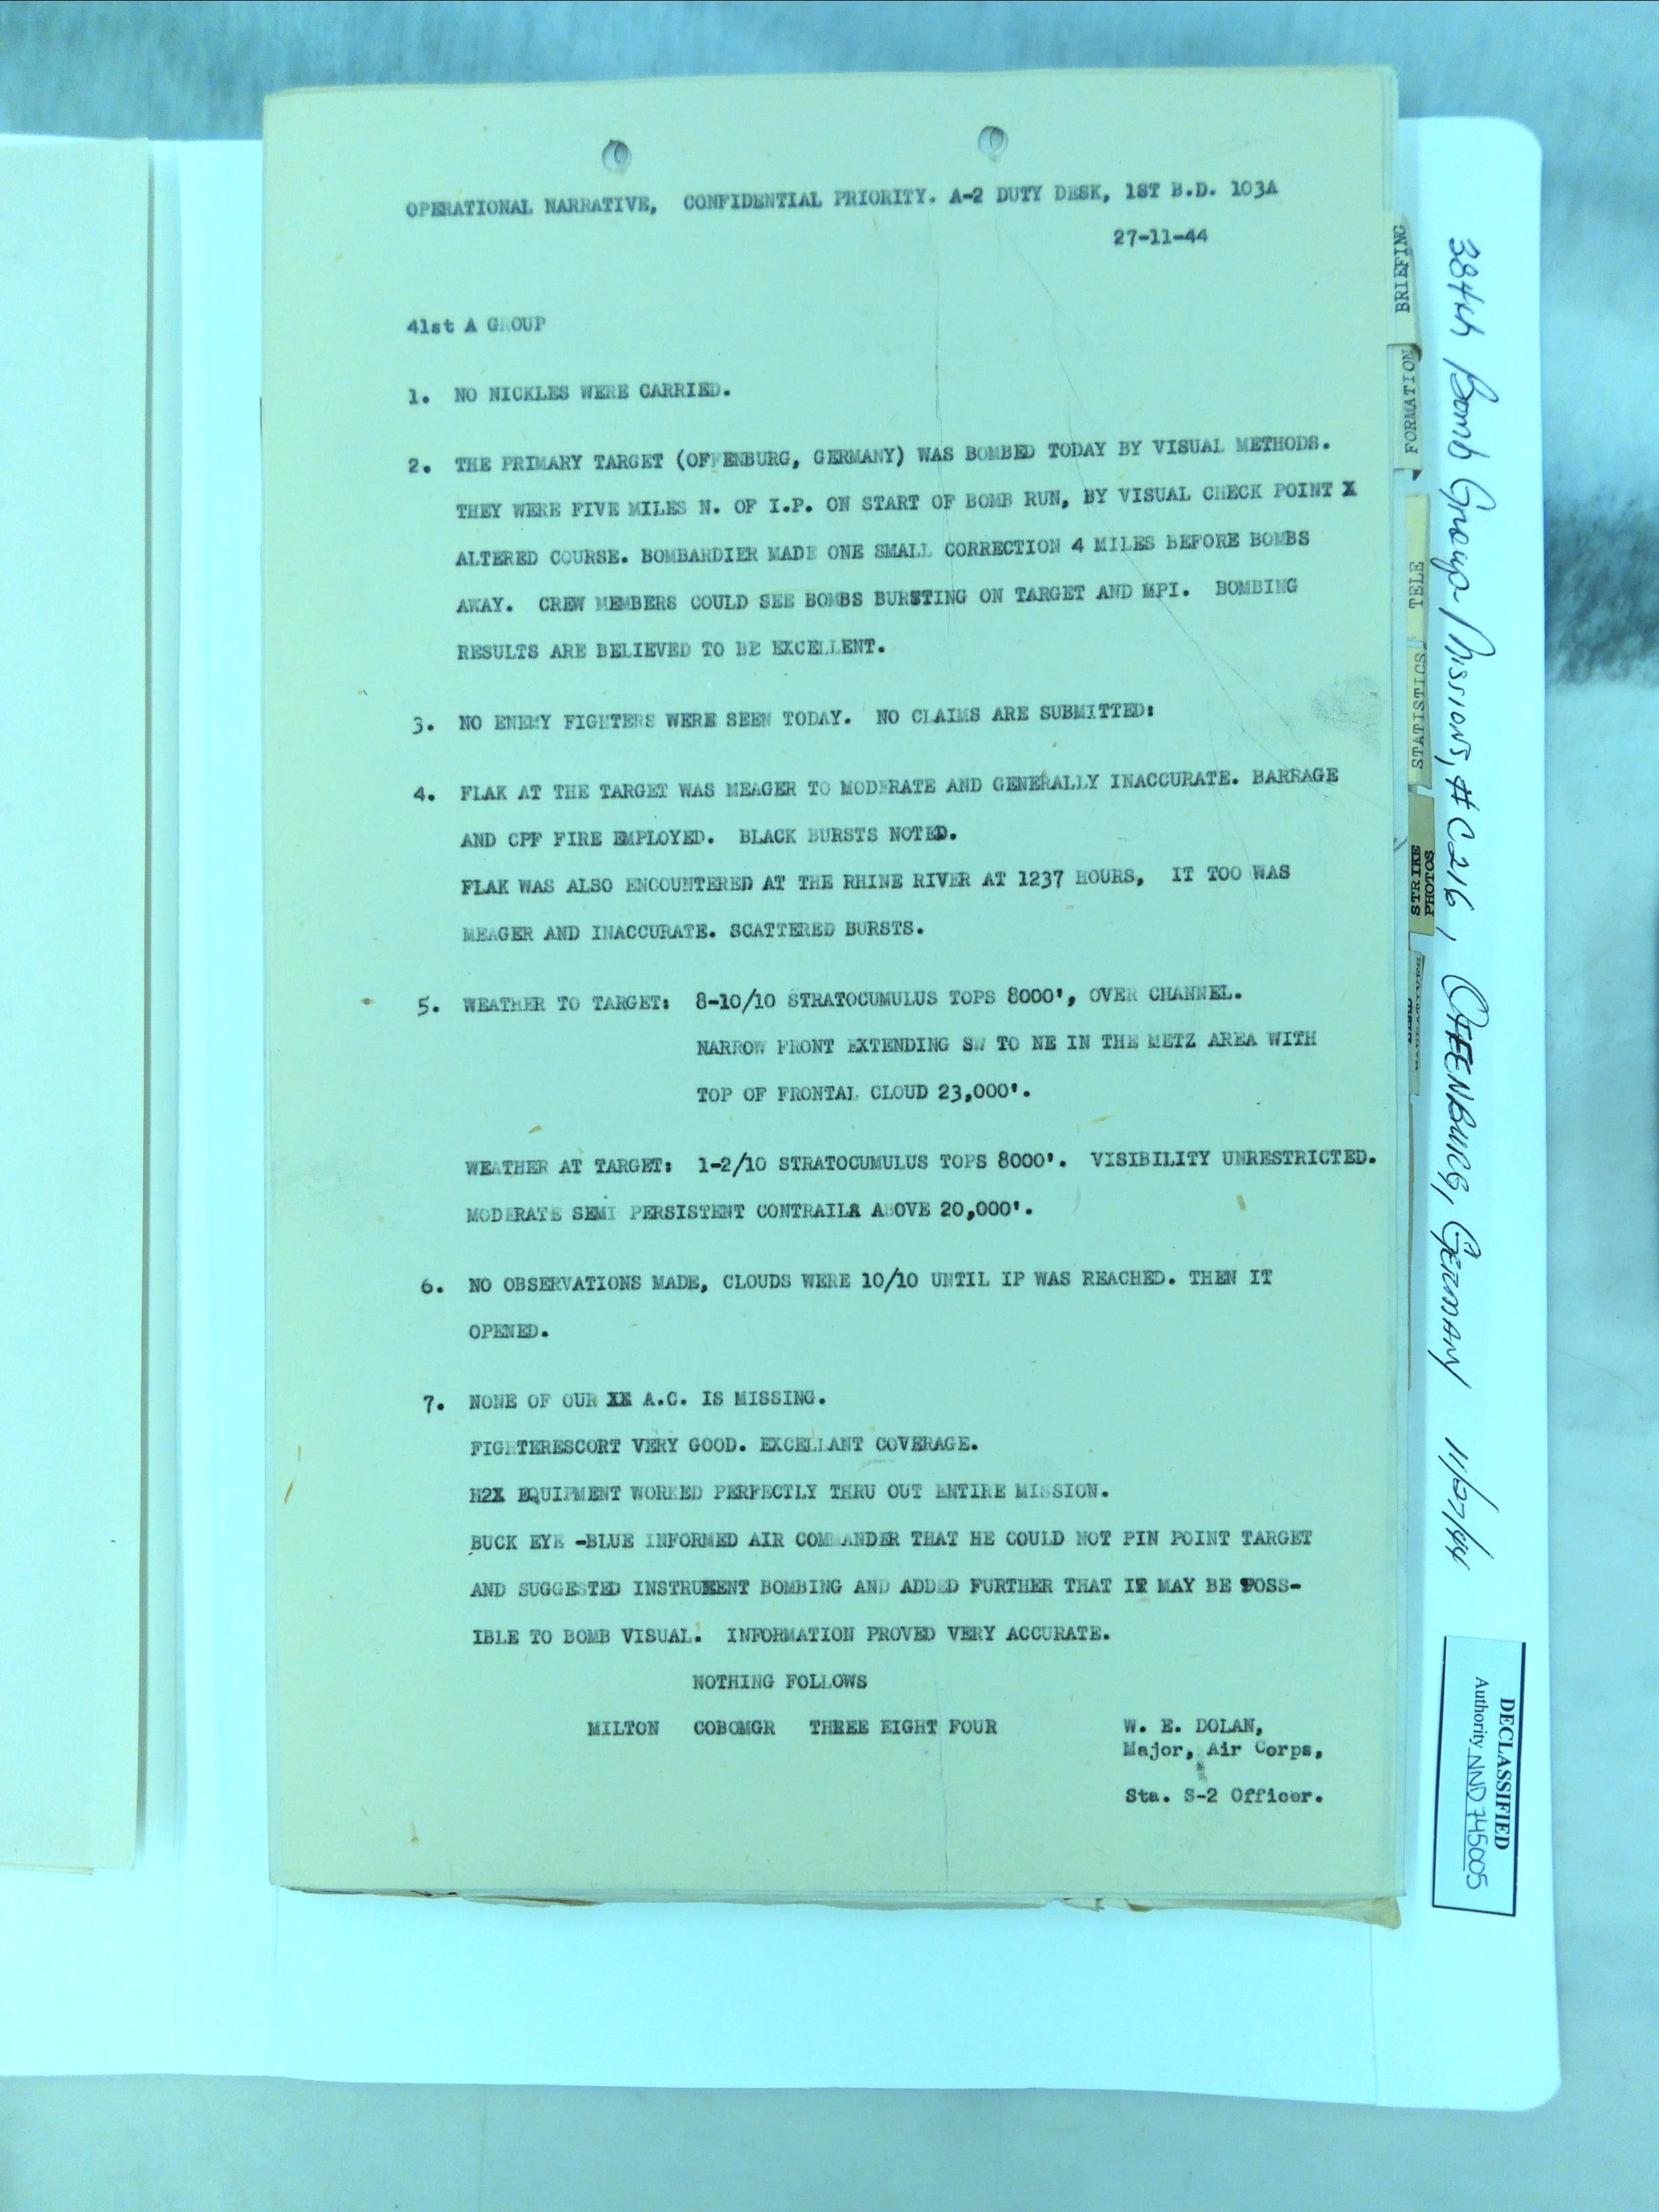 OPERATIONAL NARRATIVE, CONFIDENTIAL PRIORITY. A-2 DUTY DESK, 1ST B.D. 103A
27-11-44
41st A GROUP
1. NO NICKLES WERE CARRIED.
2. THE PRIMARY TARGET (OFFENBURG, GERMANY) WAS BOMBED TODAY BY VISUAL METHODS.
THEY WERE FIVE MILES N. OF I.P. ON START OF BOMB RUN, BY VISUAL CHECK POINT X
ALTERED COURSE. BOMBARDIER MADE ONE SMALL CORRECTION 4 MILES BEFORE BOMBS
AWAY. CREW MEMBERS COULD SEE BOMBS BURSTING ON TARGET AND MPI. BOMBING
RESULTS ARE BELIEVED TO BE EXCELLENT.
3. NO ENEMY FIGHTERS WERE SEEN TODAY. NO CLAIMS ARE SUBMITTED:
4. FLAK AT THE TARGET WAS MEAGER TO MODERATE AND GENERALLY INACCURATE. BARRAGE
AND CPF FIRE EMPLOYED. BLACK BURSTS NOTED.
FLAK WAS ALSO ENCOUNTERED AT THE RHINE RIVER AT 1237 HOURS, IT TOO WAS
MEAGER AND INACCURATE. SCATTERED BURSTS.
5. WEATHER TO TARGET: 8-10/10 STRATOCUMULUS TOPS 8000', OVER CHANNEL.
NARROW FRONT EXTENDING SW TO NE IN THE METZ AREA WITH
TOP OF FRONTAL CLOUD 23,000'.
WEATHER AT TARGET: 1-2/10 STRATOCUMULUS TOPS 8000'. VISIBILITY UNRESTRICTED.
MODERATE SEMI PERSISTENT CONTRAILS ABOVE 20,000'.
6. NO OBSERVATIONS MADE, CLOUDS WERE 10/10 UNTIL IP WAS REACHED. THEN IT
OPENED.
7. NONE OF OUR XX A.C. IS MISSING.
FIGHTERESCORT VERY GOOD. EXCELLANT COVERAGE.
H2X EQUIPMENT WORKED PERFECTLY THRU OUT ENTIRE MISSION.
BUCK EYE -BLUE INFORMED AIR COMMANDER THAT HE COULD NOT PIN POINT TARGET
AND SUGGESTED INSTRUMENT BOMBING AND ADDED FURTHER THAT IT MAY BE POSS-
IBLE TO BOMB VISUAL. INFORMATION PROVED VERY ACCURATE.
NOTHING FOLLOWS
MILTON COBOMGR THREE EIGHT FOUR
W. E. DOLAN,
Major, Air Corps,
Sta. S-2 Officer.
BRIEFING
FORMATION
TELE
STATISTICS
STRIKE
PHOTOS
384th Bomb Group Missions, #C216, OFFENBURG, GERMANY 11/27/44
DECLASSIFIED
Authority NND745005